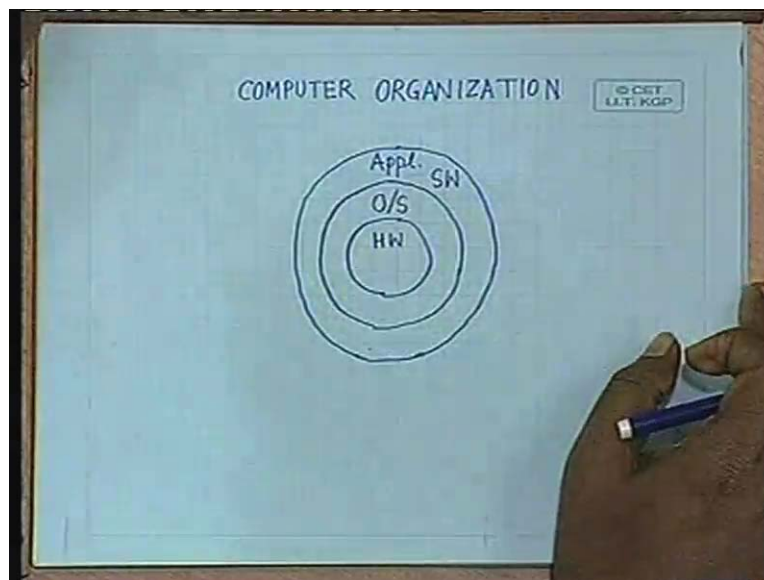 COMPUTER ORGANIZATION
© CET
I.I.T. KGP
Appl.
SW
O/S
HW